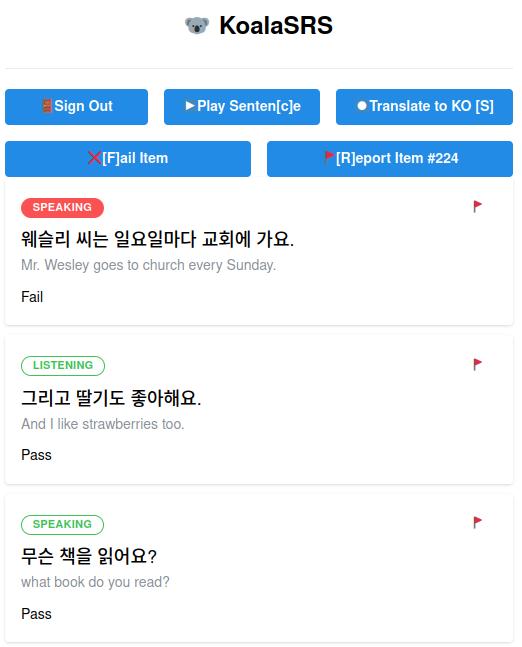 KoalaSRS
Sign Out
Play Senten[c]e
Translate to KO [S]
[F]ail Item
[R]eport Item #224
SPEAKING
웨슬리 씨는 일요일마다 교회에 가요.
Mr. Wesley goes to church every Sunday.
Fail
LISTENING
그리고 딸기도 좋아해요.
And I like strawberries too.
Pass
SPEAKING
무슨 책을 읽어요?
what book do you read?
Pass